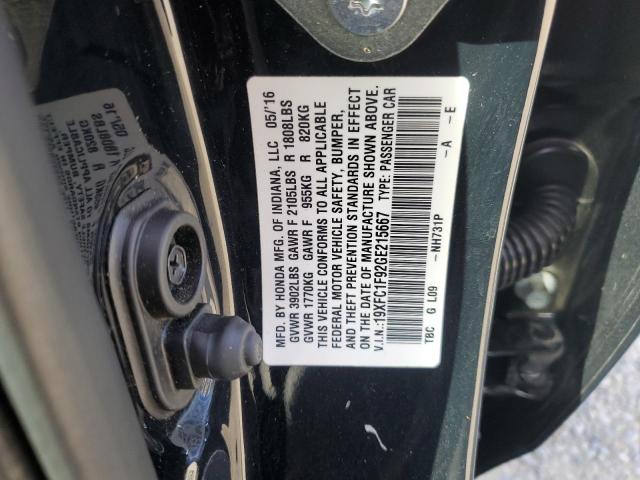 MFD. BY HONDA MFG. OF INDIANA, LLC 05/'16
GVWR 3902LBS GAWR F 2105LBS R 1808LBS
GVWR 1770KG GAWR F 955KG R 820KG
THIS VEHICLE CONFORMS TO ALL APPLICABLE
FEDERAL MOTOR VEHICLE SAFETY, BUMPER,
AND THEFT PREVENTION STANDARDS IN EFFECT
ON THE DATE OF MANUFACTURE SHOWN ABOVE.
V.I.N.:19XFC1F92GE215667 TYPE: PASSENGER CAR
TBC G L09 -NH731P -A -E